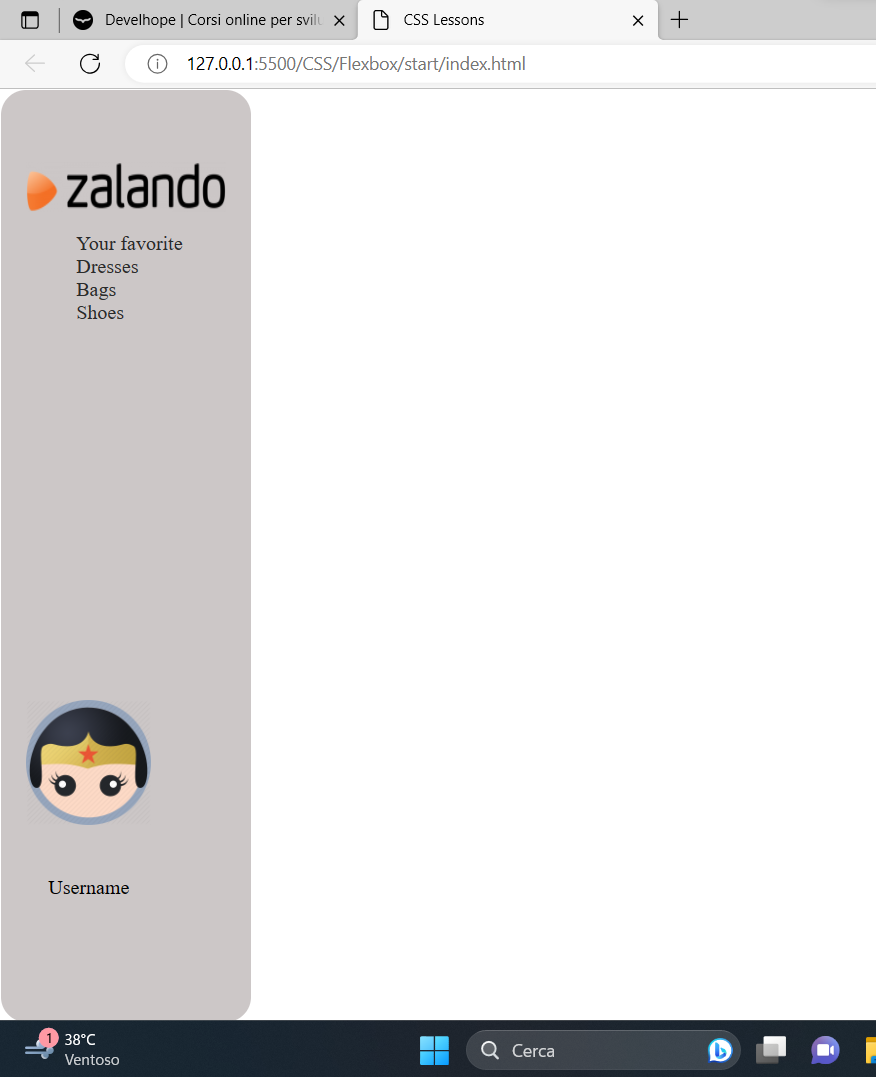 Develhope | Corsi online per svilu
CSS Lessons
127.0.0.1:5500/CSS/Flexbox/start/index.html
zalando
Your favorite
Dresses
Bags
Shoes
Username
1
38°C
Ventoso
Cerca